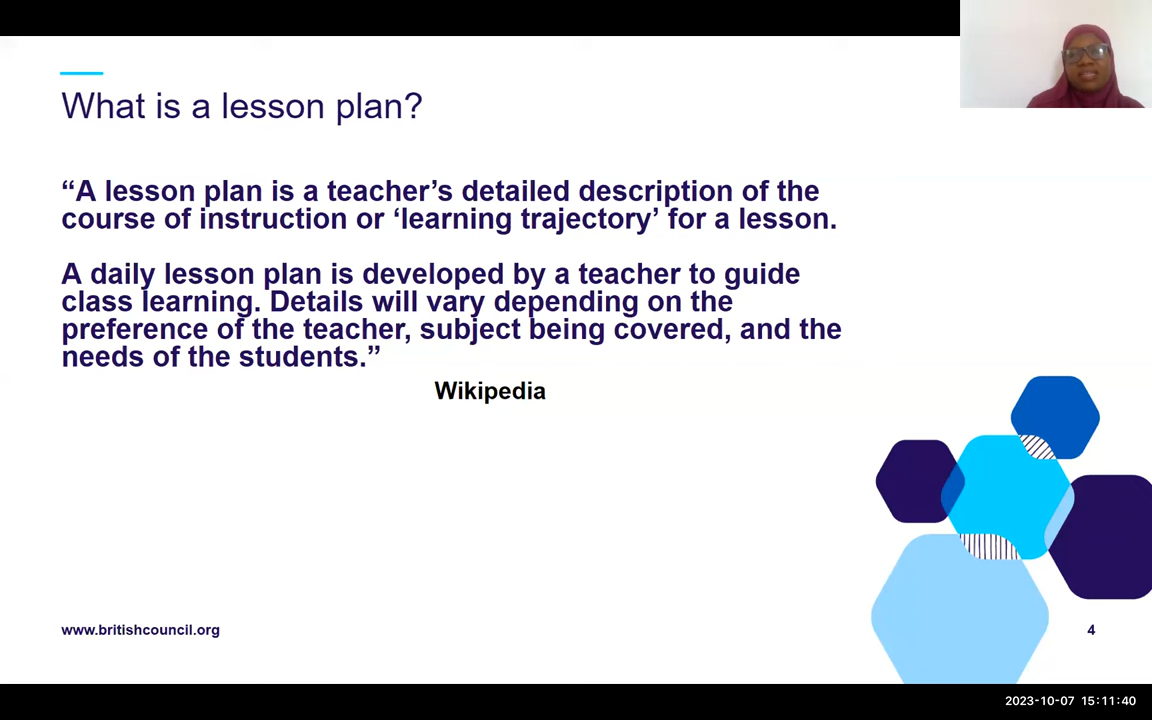 What is a lesson plan?
“A lesson plan is a teacher’s detailed description of the
course of instruction or ‘learning trajectory’ for a lesson.
A daily lesson plan is developed by a teacher to guide
class learning. Details will vary depending on the
preference of the teacher, subject being covered, and the
needs of the students.”
Wikipedia
www.britishcouncil.org
4
2023-10-07 15:11:40